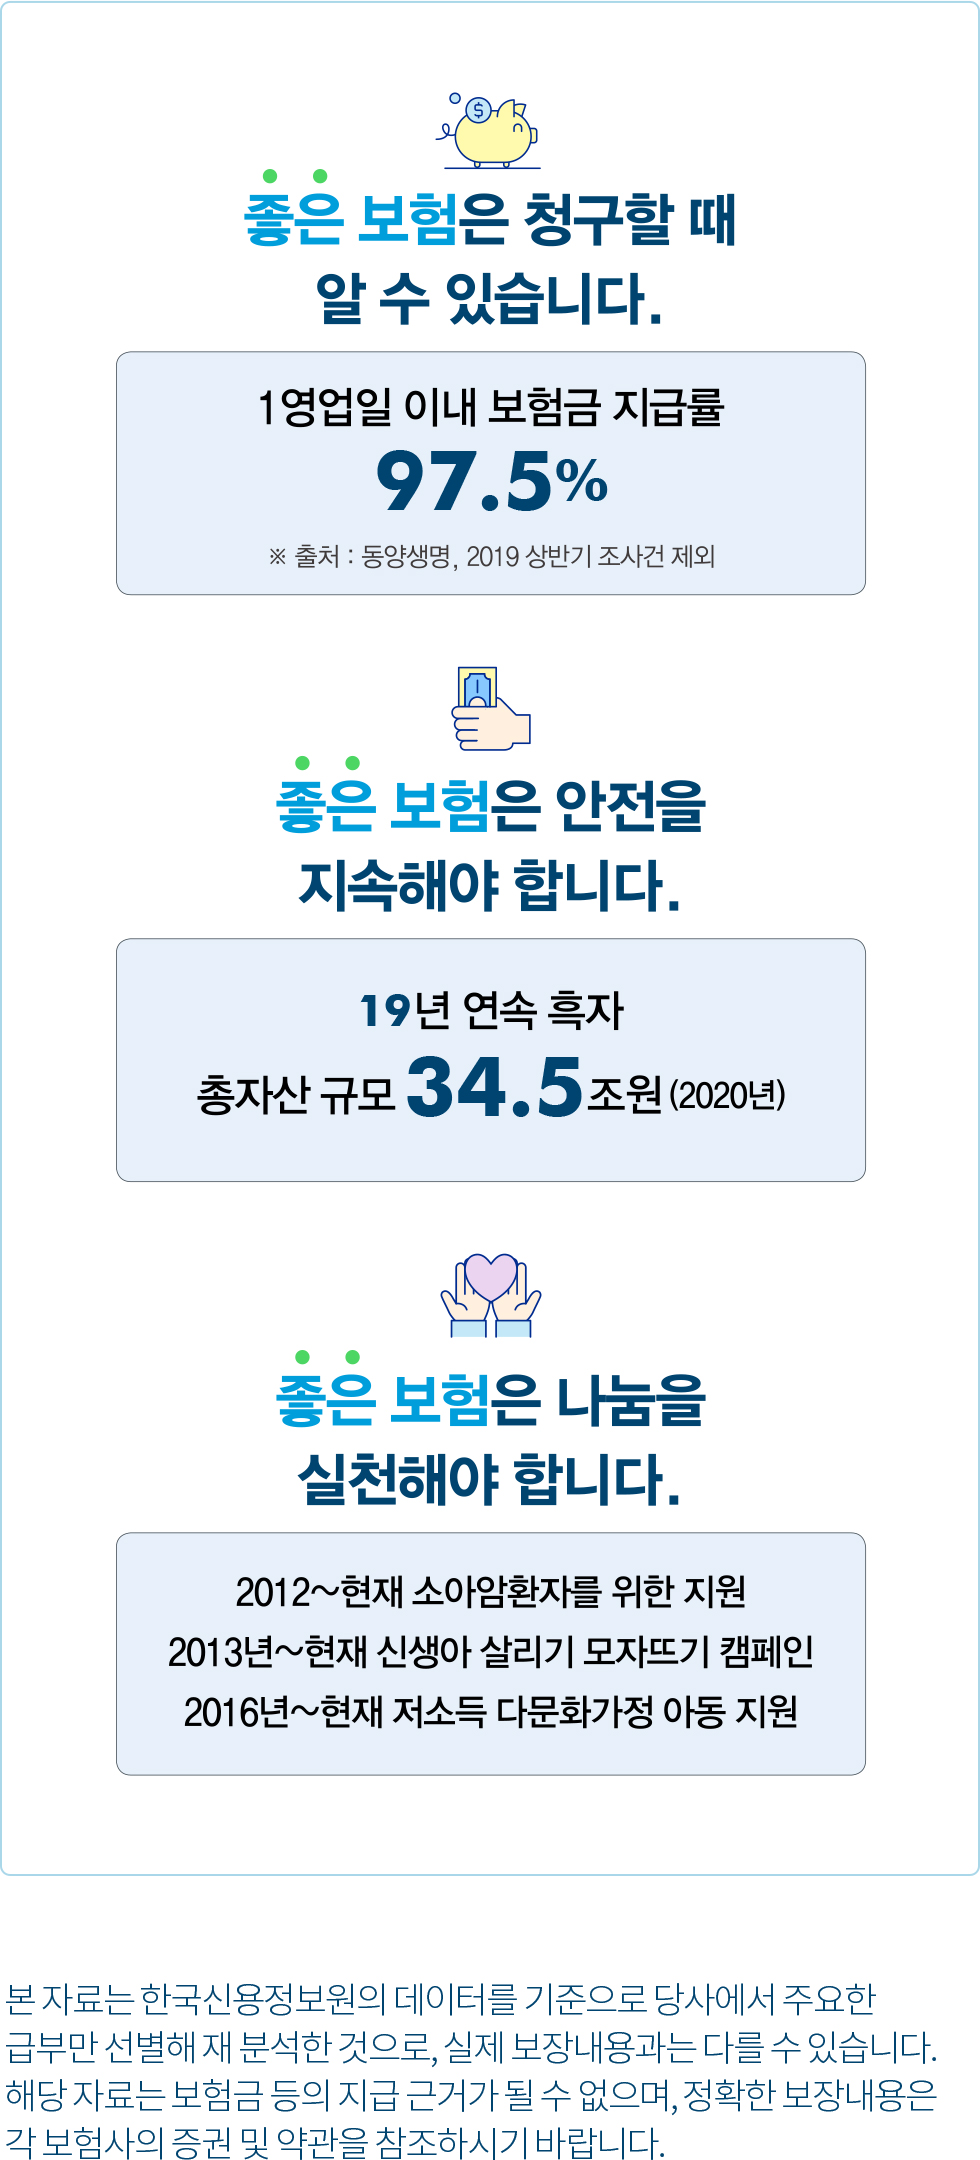 좋은 보험은 청구할 때
알 수 있습니다.
1영업일 이내 보험금 지급률
97.5%
※ 출처 : 동양생명, 2019 상반기 조사건 제외
좋은 보험은 안전을
지속해야 합니다.
19년 연속 흑자
총자산 규모 34.5조원 (2020년)
좋은 보험은 나눔을
실천해야 합니다.
2012~현재 소아암환자를 위한 지원
2013년~현재 신생아 살리기 모자뜨기 캠페인
2016년~현재 저소득 다문화가정 아동 지원
본 자료는 한국신용정보원의 데이터를 기준으로 당사에서 주요한
급부만 선별해 재 분석한 것으로, 실제 보장내용과는 다를 수 있습니다.
해당 자료는 보험금 등의 지급 근거가 될 수 없으며, 정확한 보장내용은
각 보험사의 증권 및 약관을 참조하시기 바랍니다.